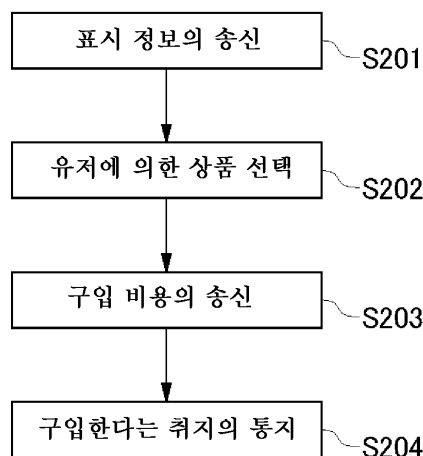 표시 정보의 송신
S201
유저에 의한 상품 선택
S202
구입 비용의 송신
S203
구입한다는 취지의 통지
S204